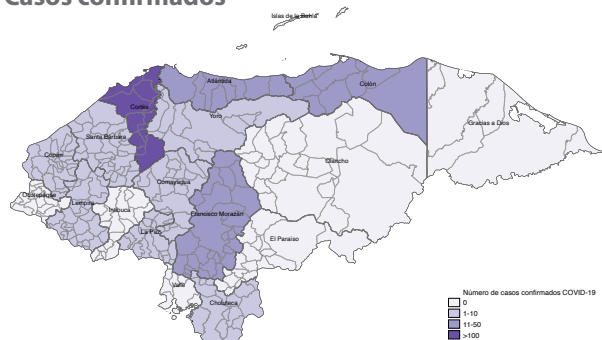 Casos confirmados
Islas de la Bahía
Atlántida
Colón
Cortés
Yoro
Gracias a Dios
Santa Bárbara
Copán
Olancho
Comayagua
Ocotepeque
Lempira
Intibuca
Francisco Morazán
La Paz
El Paraíso
Valle
Choluteca
Número de casos confirmados COVID-19
0
1-10
11-50
>100